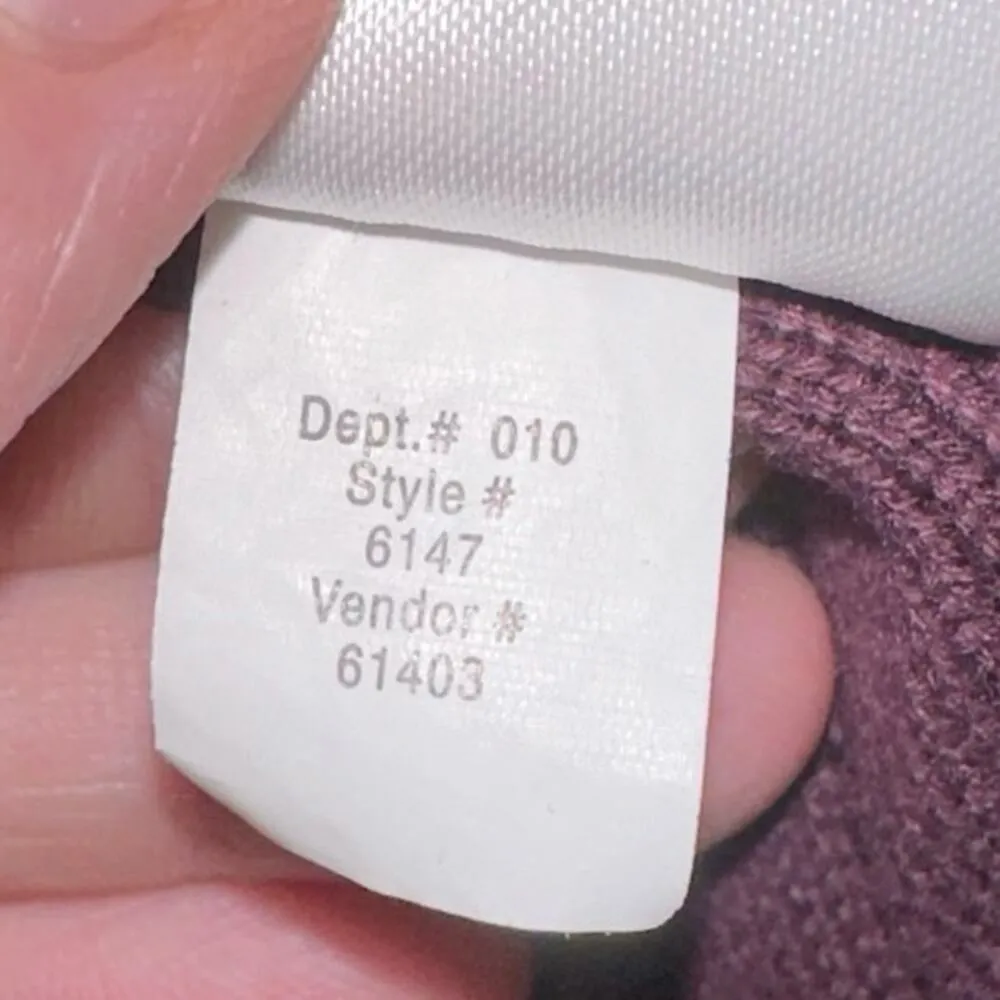 Dept.# 010
Style #
6147
Vendor #
61403